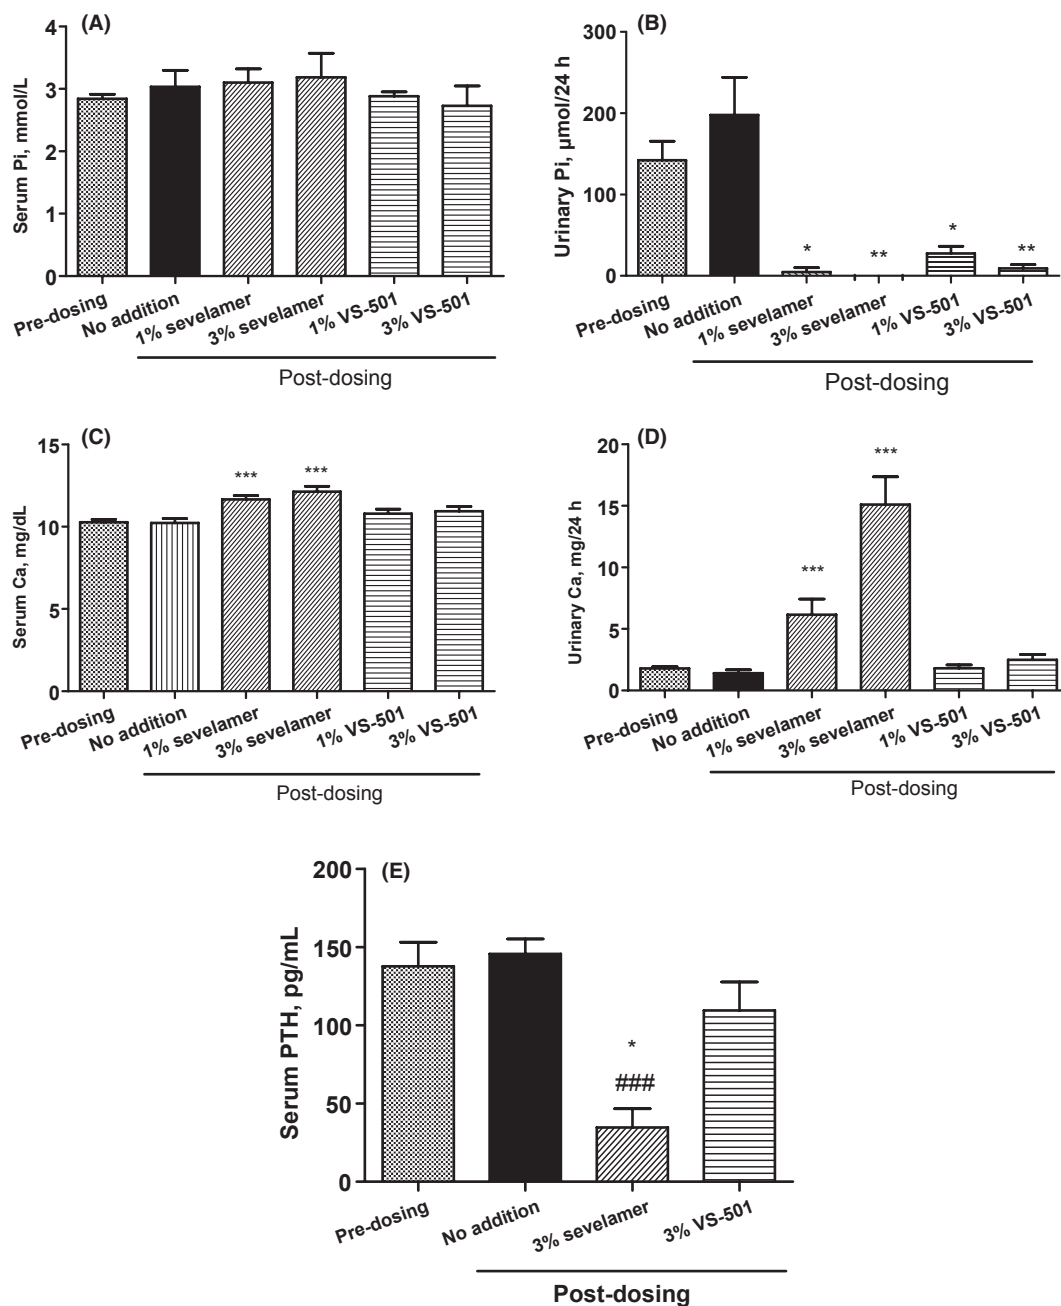 (A)
Serum Pi, mmol/L
4
3
2
1
0
Pre-dosing
No addition
1% sevelamer
3% sevelamer
1% VS-501
3% VS-501
Post-dosing
(B)
Urinary Pi, µmol/24 h
300
200
100
0
*
**
*
**
Pre-dosing
No addition
1% sevelamer
3% sevelamer
1% VS-501
3% VS-501
Post-dosing
(C)
Serum Ca, mg/dL
15
10
5
0
***
***
Pre-dosing
No addition
1% sevelamer
3% sevelamer
1% VS-501
3% VS-501
Post-dosing
(D)
Urinary Ca, mg/24 h
20
15
10
5
0
***
***
Pre-dosing
No addition
1% sevelamer
3% sevelamer
1% VS-501
3% VS-501
Post-dosing
(E)
Serum PTH, pg/mL
200
150
100
50
0
*
###
Pre-dosing
No addition
3% sevelamer
3% VS-501
Post-dosing